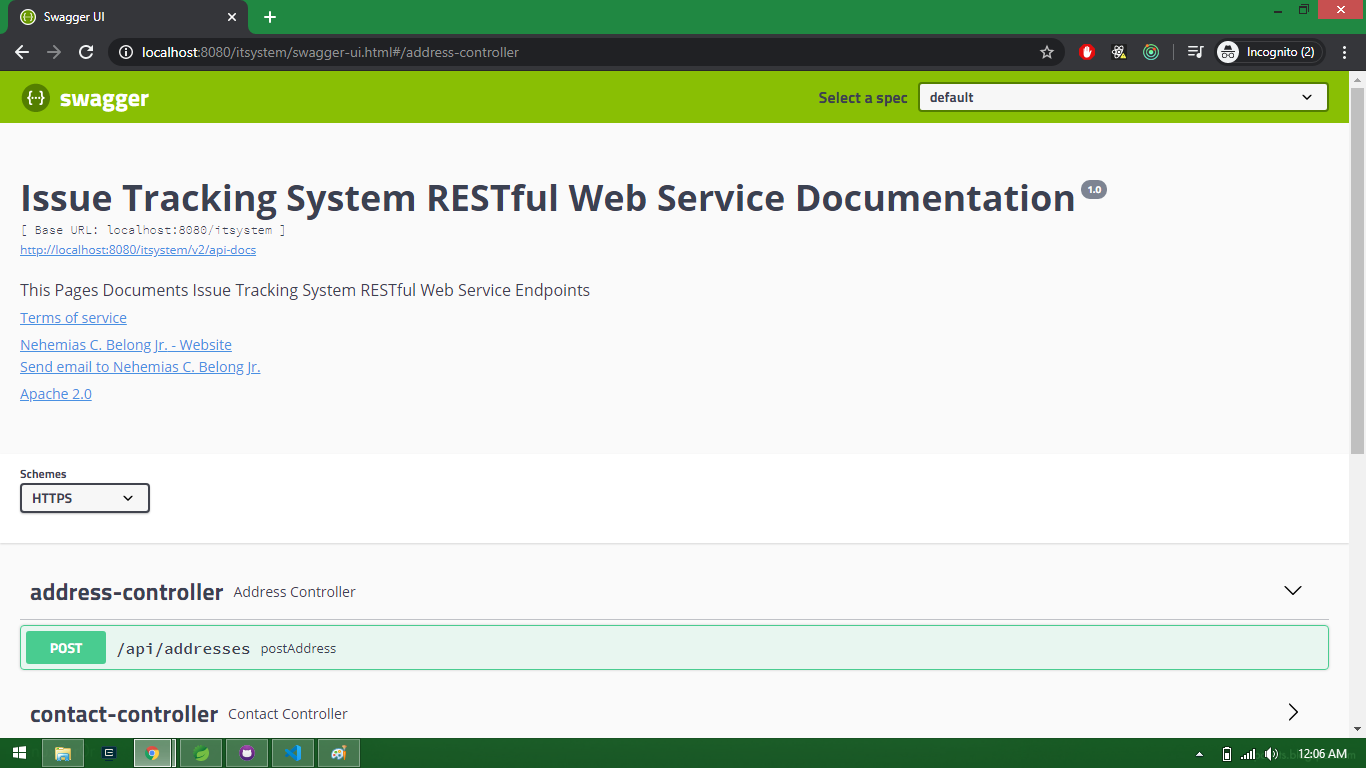 Swagger UI
localhost:8080/itsystem/swagger-ui.html#/address-controller
Incognito (2)
swagger
Select a spec
default
Issue Tracking System RESTful Web Service Documentation 1.0
[ Base URL: localhost:8080/itsystem ]
http://localhost:8080/itsystem/v2/api-docs
This Pages Documents Issue Tracking System RESTful Web Service Endpoints
Terms of service
Nehemias C. Belong Jr. - Website
Send email to Nehemias C. Belong Jr.
Apache 2.0
Schemes
HTTPS
address-controller Address Controller
POST /api/addresses postAddress
contact-controller Contact Controller
12:06 AM